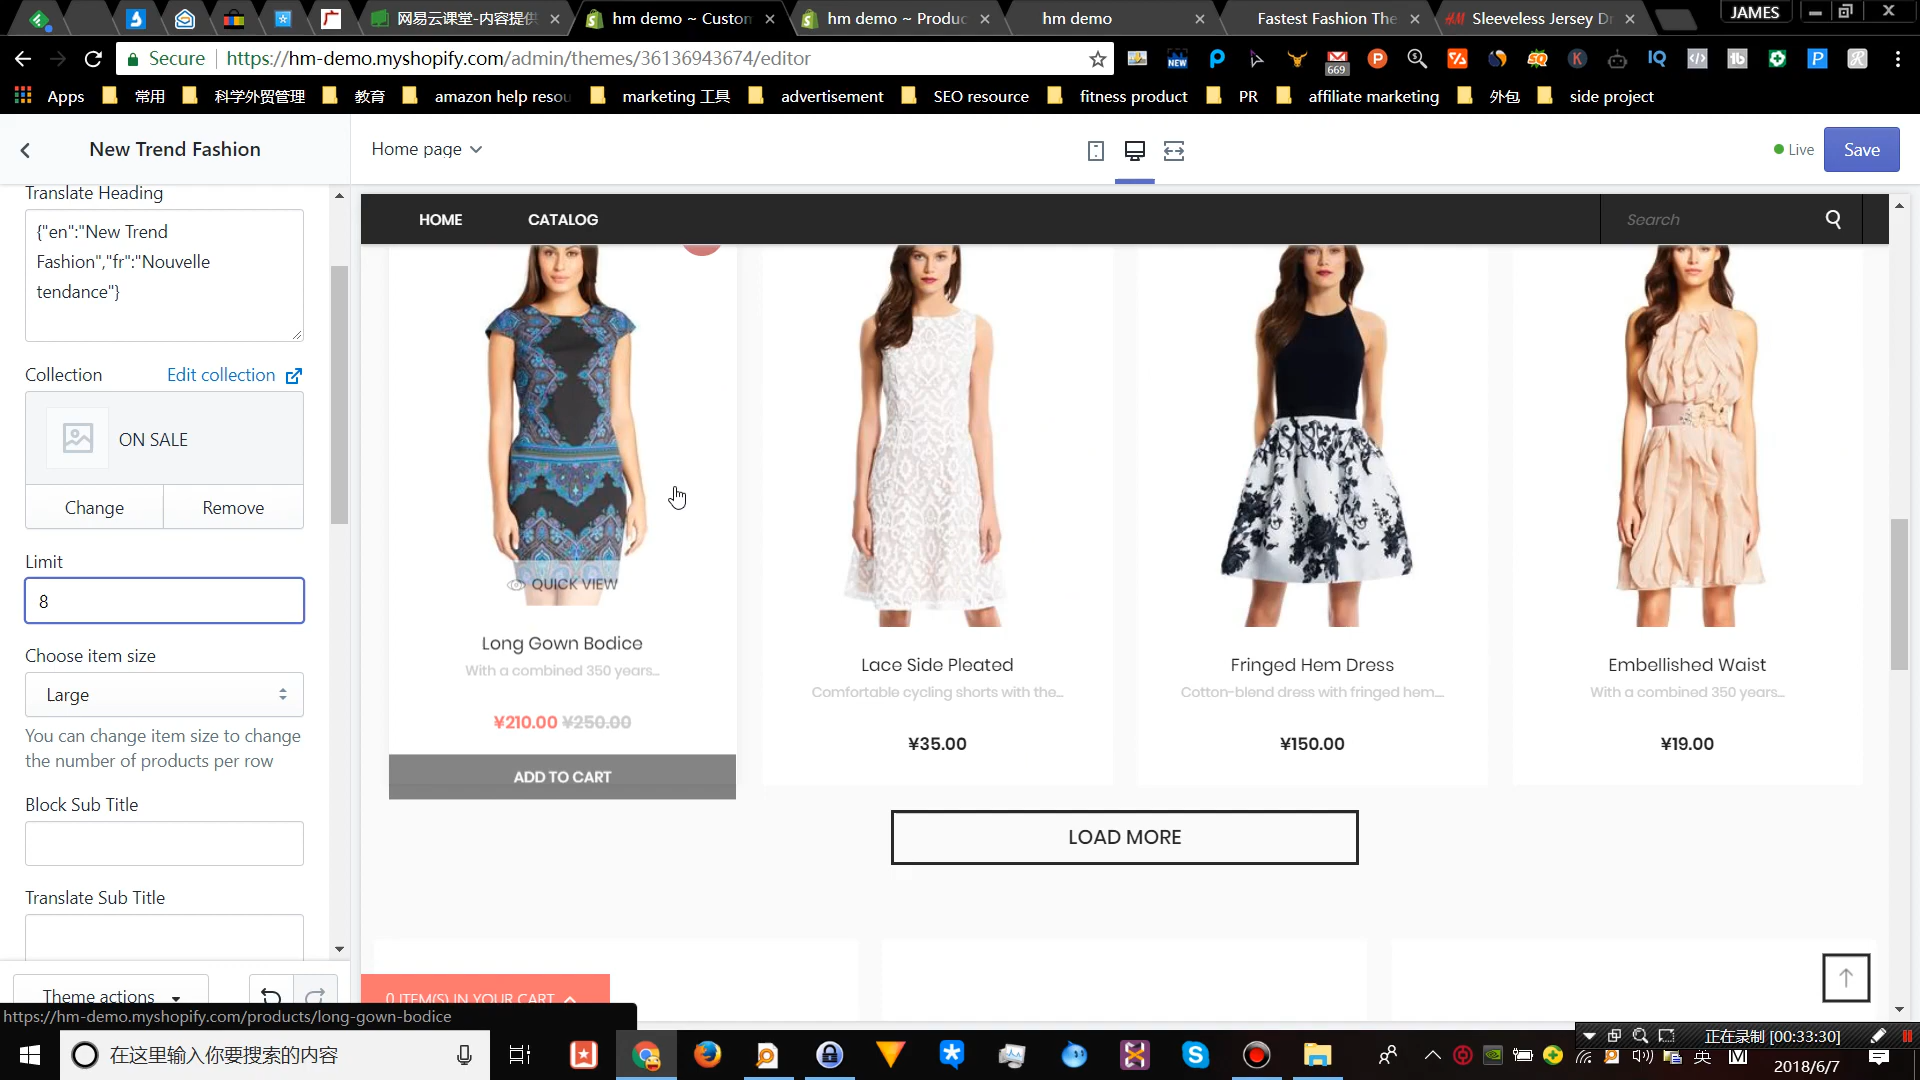 网易云课堂-内容提供
hm demo ~ Custom
hm demo ~ Produc
hm demo
Fastest Fashion The
Sleeveless Jersey Dr
JAMES
Secure
https://hm-demo.myshopify.com/admin/themes/36136943674/editor
NEW
669
Apps
常用
科学外贸管理
教育
amazon help resou
marketing 工具
advertisement
SEO resource
fitness product
PR
affiliate marketing
外包
side project
New Trend Fashion
Home page
Live
Save
Translate Heading
{"en":"New Trend
Fashion","fr":"Nouvelle
tendance"}
Collection
Edit collection
ON SALE
Change
Remove
Limit
8
Choose item size
Large
You can change item size to change
the number of products per row
Block Sub Title
Translate Sub Title
Theme actions
HOME
CATALOG
Search
QUICK VIEW
Long Gown Bodice
With a combined 350 years...
¥210.00 ¥250.00
ADD TO CART
Lace Side Pleated
Comfortable cycling shorts with the...
¥35.00
Fringed Hem Dress
Cotton-blend dress with fringed hem...
¥150.00
Embellished Waist
With a combined 350 years...
¥19.00
LOAD MORE
0 ITEM(S) IN YOUR CART
https://hm-demo.myshopify.com/products/long-gown-bodice
在这里输入你要搜索的内容
正在录制 [00:33:30]
英
M
2018/6/7